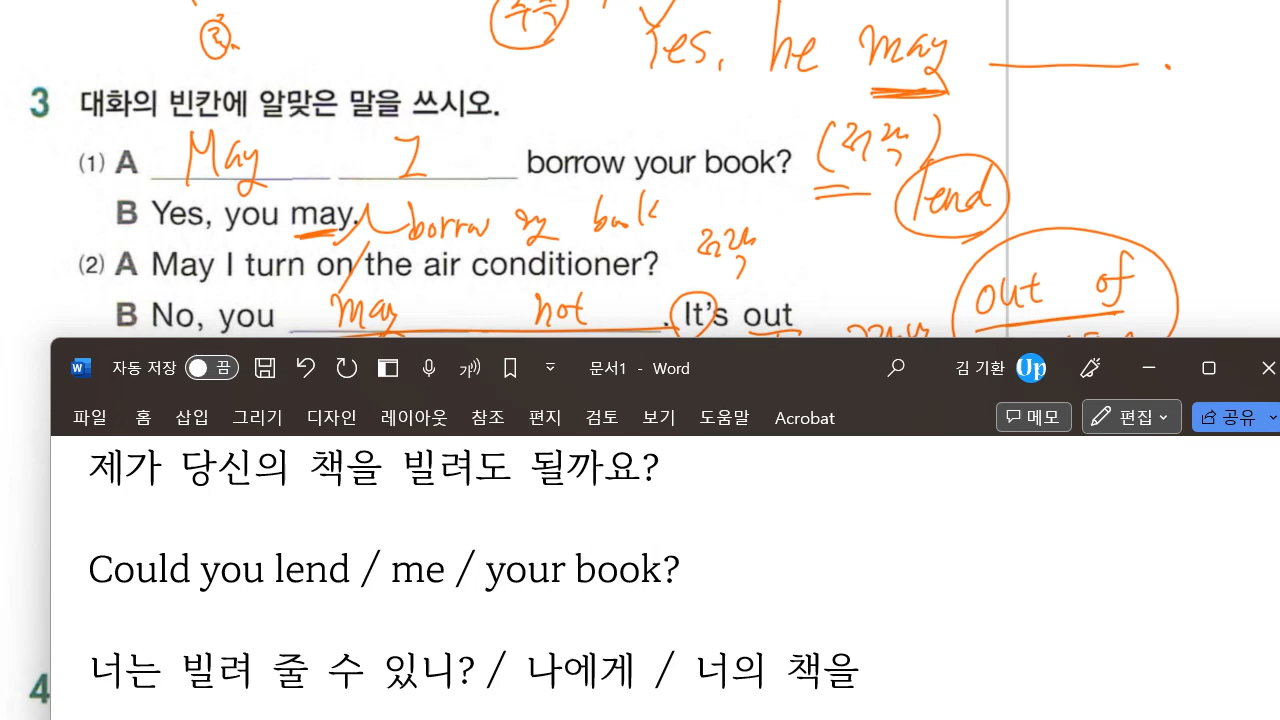 추측
Yes, he may ______.
3 대화의 빈칸에 알맞은 말을 쓰시오.
(1) A May I borrow your book?
lend
B Yes, you may. borrow my book
(2) A May I turn on the air conditioner?
out of
B No, you may not. It's out
자동 저장 끔 가)) 문서1 - Word 김 기환 Up
파일 홈 삽입 그리기 디자인 레이아웃 참조 편지 검토 보기 도움말 Acrobat 메모 편집 공유
제가 당신의 책을 빌려도 될까요?
Could you lend / me / your book?
너는 빌려 줄 수 있니? / 나에게 / 너의 책을
4